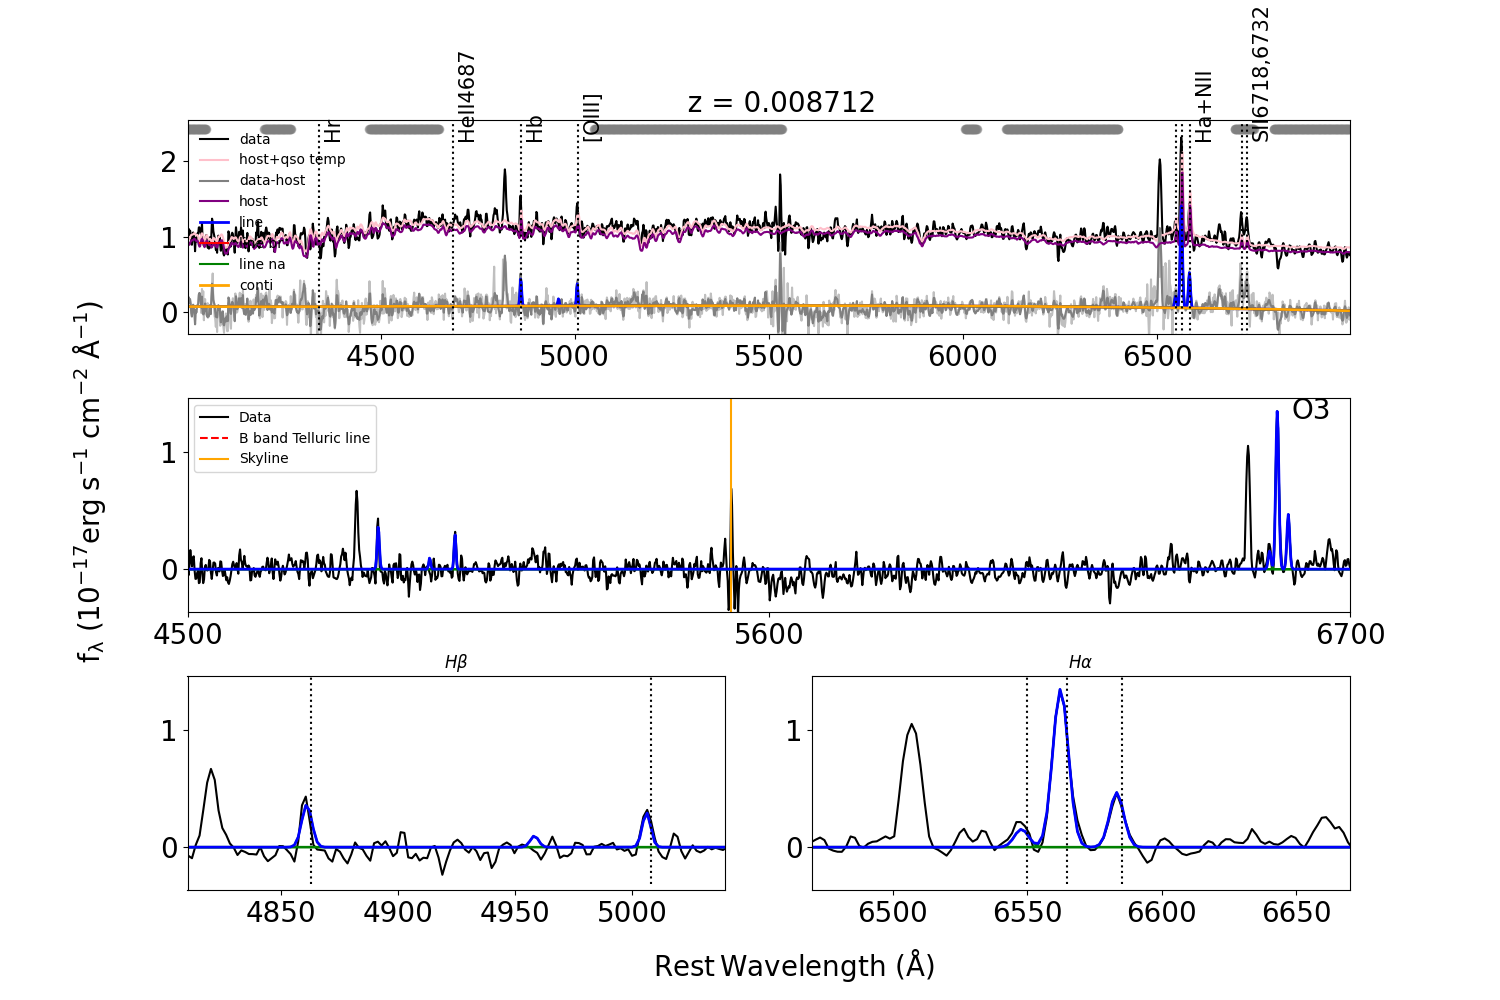 z = 0.008712
Hr
HeII4687
Hb
[OIII]
Ha+NII
SII6718,6732
data
host+qso temp
data-host
host
line
line na
conti
2
1
0
4500 5000 5500 6000 6500
Data
B band Telluric line
Skyline
O3
1
0
4500 5600 6700
fλ (10−17erg s−1 cm−2 Å−1)
Hβ
1
0
4850 4900 4950 5000
Hα
1
0
6500 6550 6600 6650
Rest Wavelength (Å)